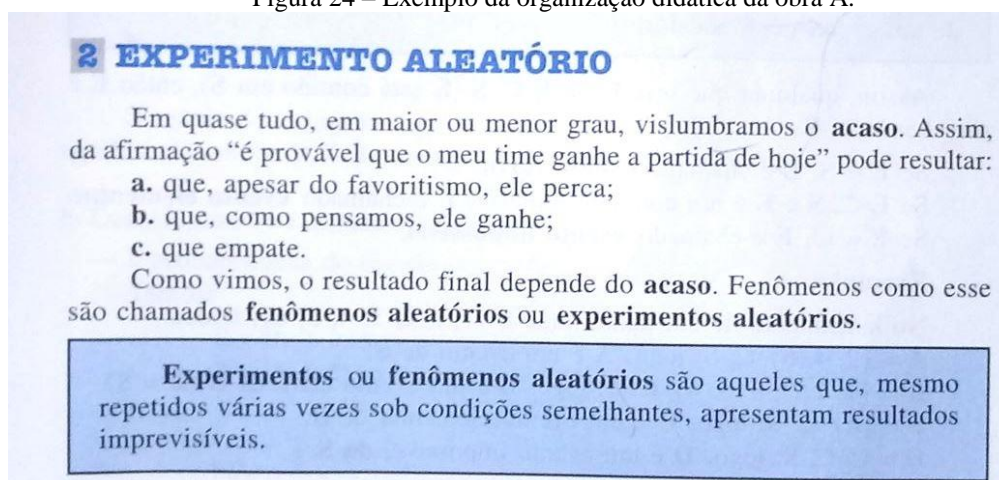 Figura 24 – Exemplo da organização didática da obra A.
2 EXPERIMENTO ALEATÓRIO
Em quase tudo, em maior ou menor grau, vislumbramos o acaso. Assim,
da afirmação “é provável que o meu time ganhe a partida de hoje” pode resultar:
a. que, apesar do favoritismo, ele perca;
b. que, como pensamos, ele ganhe;
c. que empate.
Como vimos, o resultado final depende do acaso. Fenômenos como esse
são chamados fenômenos aleatórios ou experimentos aleatórios.
Experimentos ou fenômenos aleatórios são aqueles que, mesmo
repetidos várias vezes sob condições semelhantes, apresentam resultados
imprevisíveis.